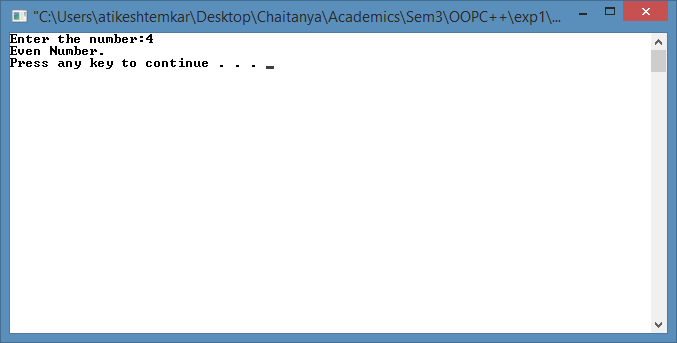 "C:\Users\atikeshtemkar\Desktop\Chaitanya\Academics\Sem3\OOPC++\exp1\...
Enter the number:4
Even Number.
Press any key to continue . . . _